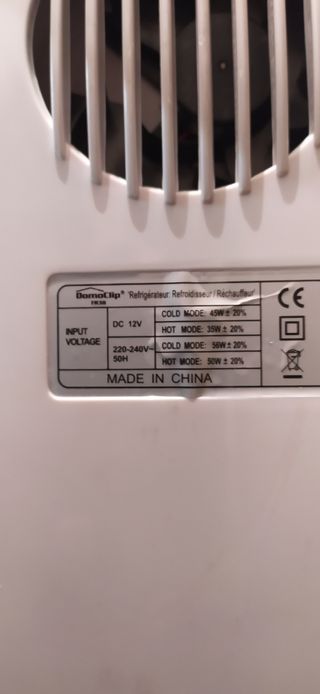 DomoClip® 'Refrigérateur: Refroidisseur / Réchauffeur'
INPUT VOLTAGE
DC 12V
COLD MODE: 45W ± 20%
HOT MODE: 35W ± 20%
220-240V~ 50H
COLD MODE: 56W ± 20%
HOT MODE: 50W ± 20%
MADE IN CHINA
CE